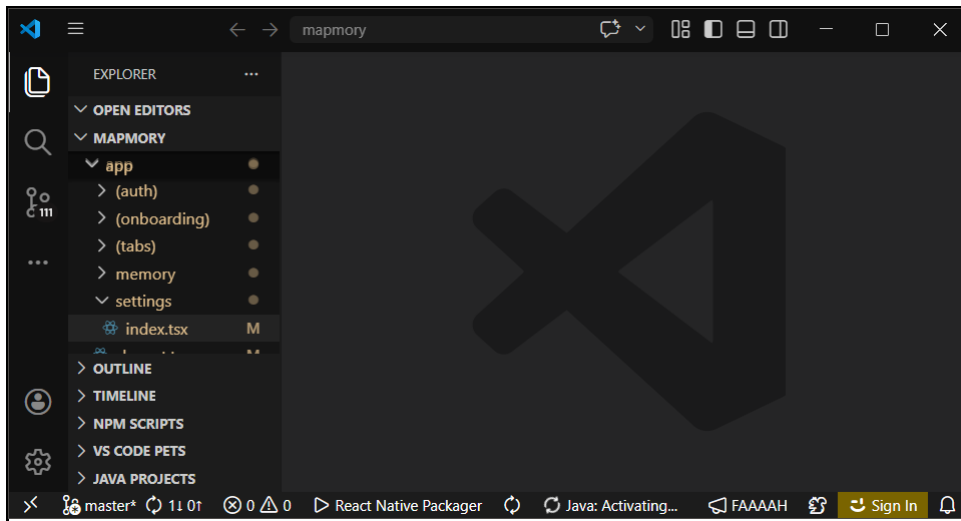 mapmory
EXPLORER
OPEN EDITORS
MAPMORY
app
(auth)
(onboarding)
(tabs)
memory
settings
index.tsx M
OUTLINE
TIMELINE
NPM SCRIPTS
VS CODE PETS
JAVA PROJECTS
111
master* 1↓ 0↑ 0 0 React Native Packager Java: Activating... FAAAAH Sign In